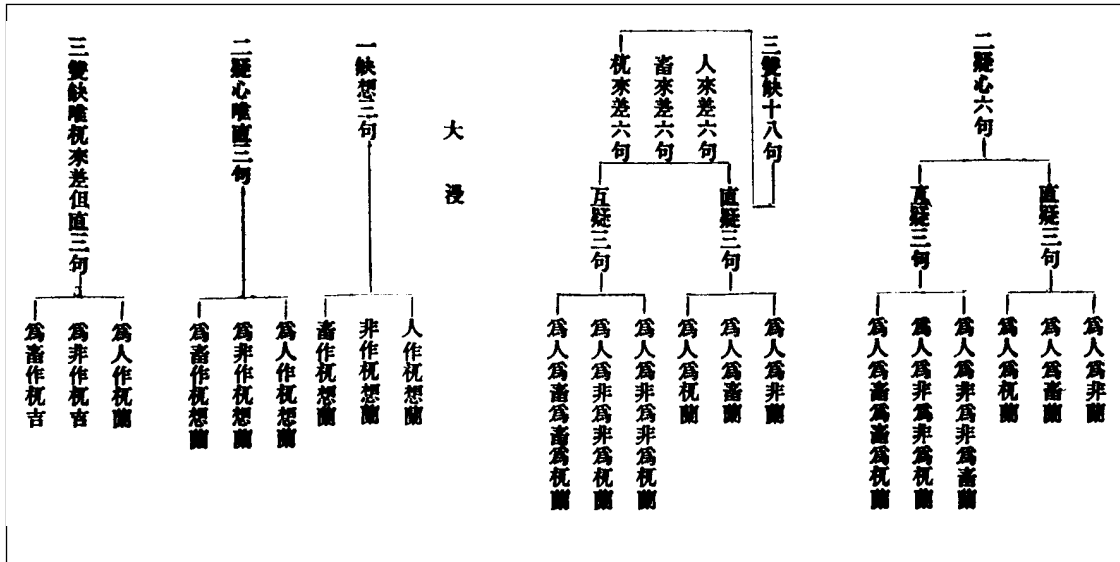 二疑心六句
直疑三句
為人為非蘭
為人為畜蘭
為人為杌蘭
互疑三句
為人為非為非為畜蘭
為人為非為非為杌蘭
為人為畜為畜為杌蘭
三雙缺十八句
人來差六句
畜來差六句
杌來差六句
直疑三句
為人為非蘭
為人為畜蘭
為人為杌蘭
互疑三句
為人為非為非為杌蘭
為人為非為非為杌蘭
為人為畜為畜為杌蘭
大漫
一缺想三句
人作杌想蘭
非作杌想蘭
畜作杌想蘭
二疑心唯直三句
為人作杌想蘭
為非作杌想蘭
為畜作杌想蘭
三雙缺唯杌來差但直三句
為人作杌蘭
為非作杌吉
為畜作杌吉